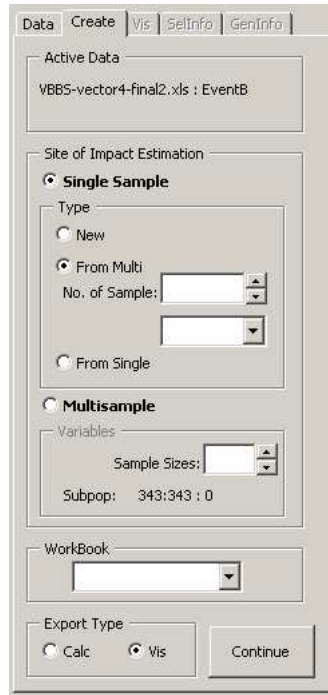 Data Create Vis SelInfo GenInfo
Active Data
VBBS-vector4-final2.xls : EventB
Site of Impact Estimation
Single Sample
Type
New
From Multi
No. of Sample:
From Single
Multisample
Variables
Sample Sizes:
Subpop: 343:343 : 0
WorkBook
Export Type
Calc Vis Continue